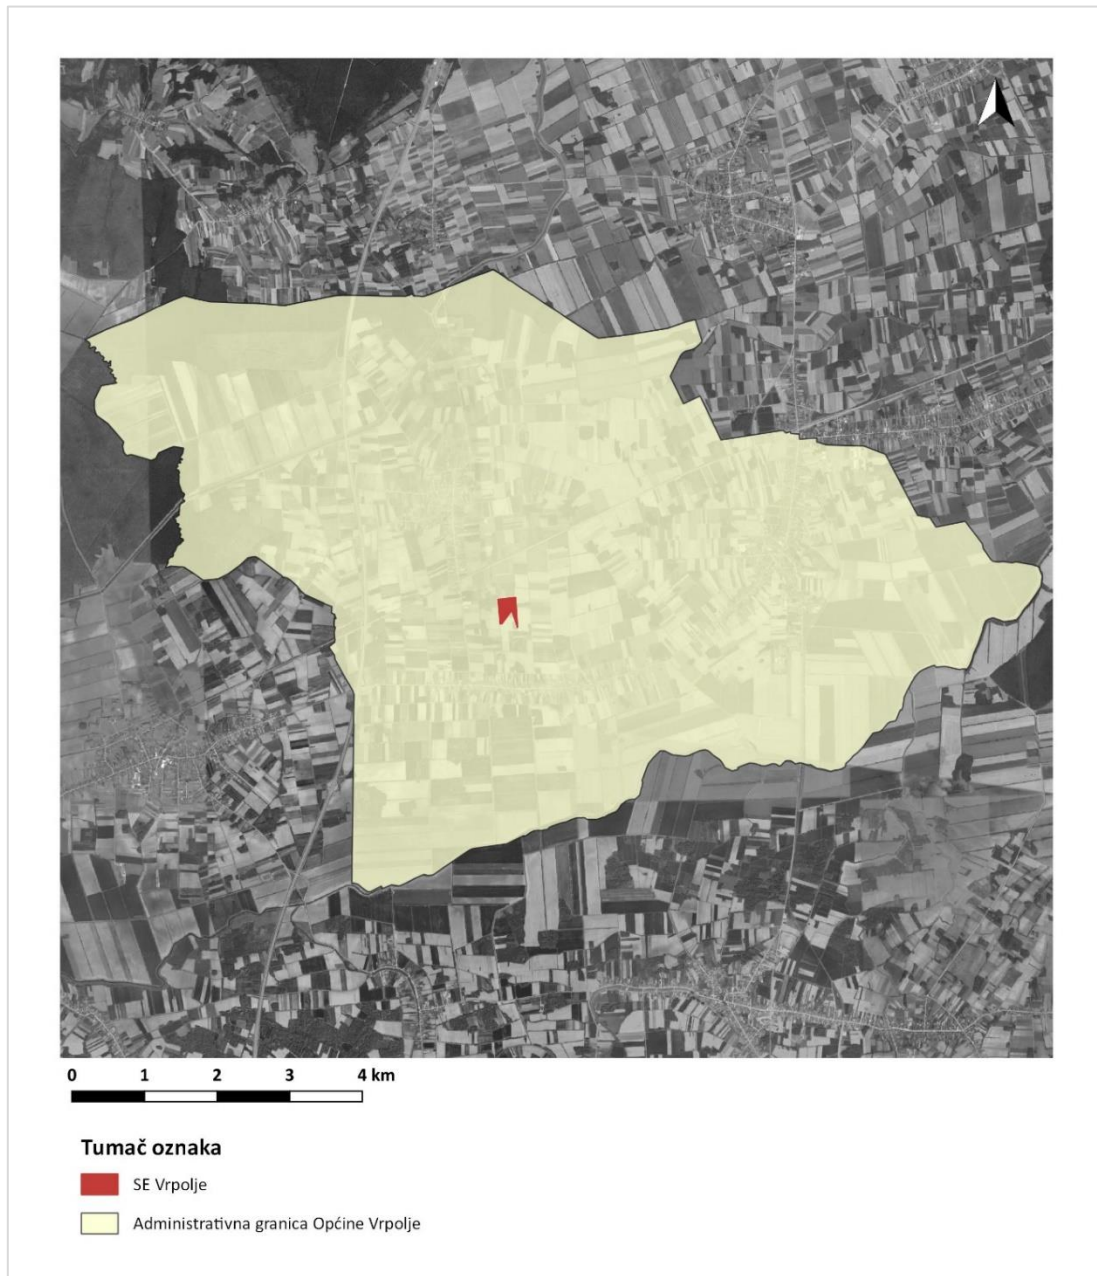 0 1 2 3 4 km
Tumač oznaka
SE Vrpolje
Administrativna granica Općine Vrpolje